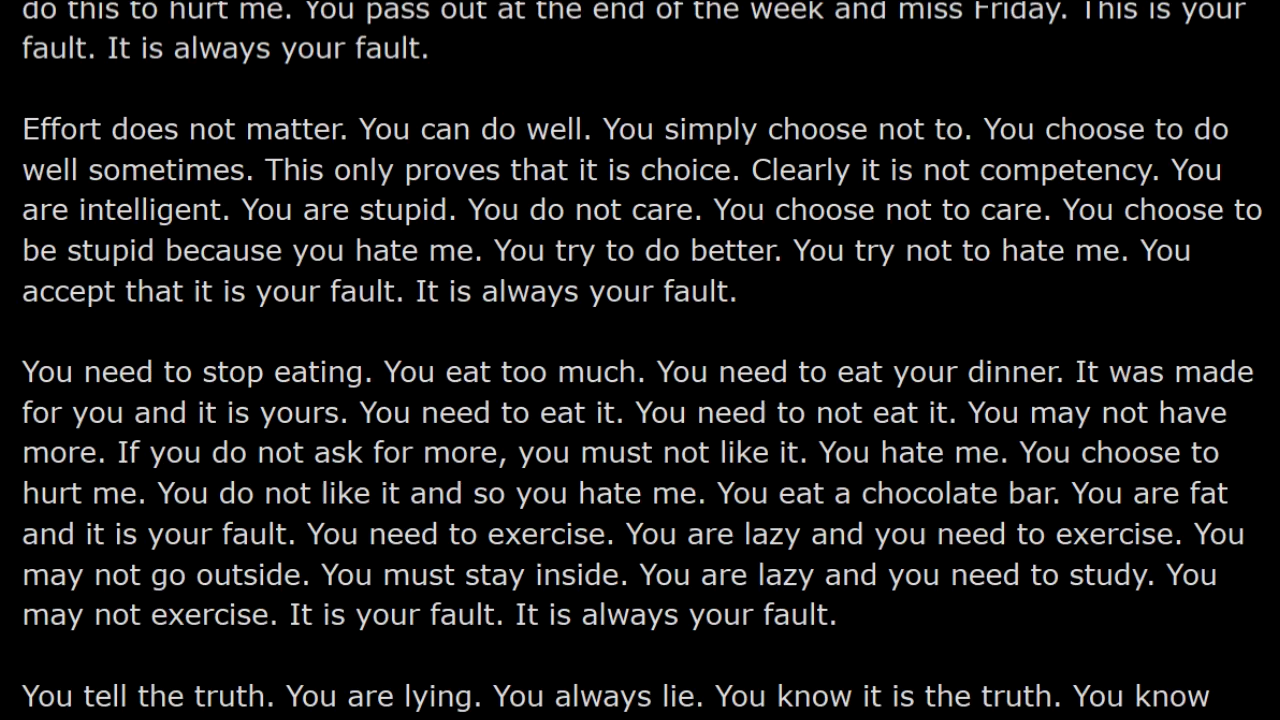 do this to hurt me. You pass out at the end of the week and miss Friday. This is your
fault. It is always your fault.
Effort does not matter. You can do well. You simply choose not to. You choose to do
well sometimes. This only proves that it is choice. Clearly it is not competency. You
are intelligent. You are stupid. You do not care. You choose not to care. You choose to
be stupid because you hate me. You try to do better. You try not to hate me. You
accept that it is your fault. It is always your fault.
You need to stop eating. You eat too much. You need to eat your dinner. It was made
for you and it is yours. You need to eat it. You need to not eat it. You may not have
more. If you do not ask for more, you must not like it. You hate me. You choose to
hurt me. You do not like it and so you hate me. You eat a chocolate bar. You are fat
and it is your fault. You need to exercise. You are lazy and you need to exercise. You
may not go outside. You must stay inside. You are lazy and you need to study. You
may not exercise. It is your fault. It is always your fault.
You tell the truth. You are lying. You always lie. You know it is the truth. You know